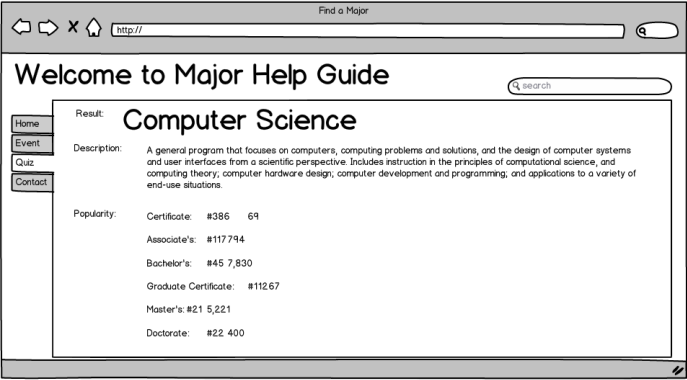 Find a Major
http://
Welcome to Major Help Guide
search
Home
Event
Quiz
Contact
Result: Computer Science
Description: A general program that focuses on computers, computing problems and solutions, and the design of computer systems
and user interfaces from a scientific perspective. Includes instruction in the principles of computational science, and
computing theory; computer hardware design; computer development and programming; and applications to a variety of
end-use situations.
Popularity: Certificate: #386 69
Associate's: #117794
Bachelor's: #45 7,830
Graduate Certificate: #11267
Master's: #21 5,221
Doctorate: #22 400